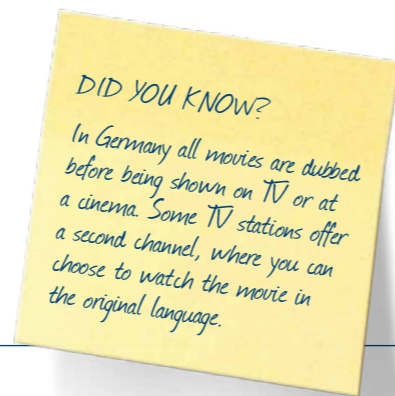 DID YOU KNOW?
In Germany all movies are dubbed
before being shown on TV or at
a cinema. Some TV stations offer
a second channel, where you can
choose to watch the movie in
the original language.